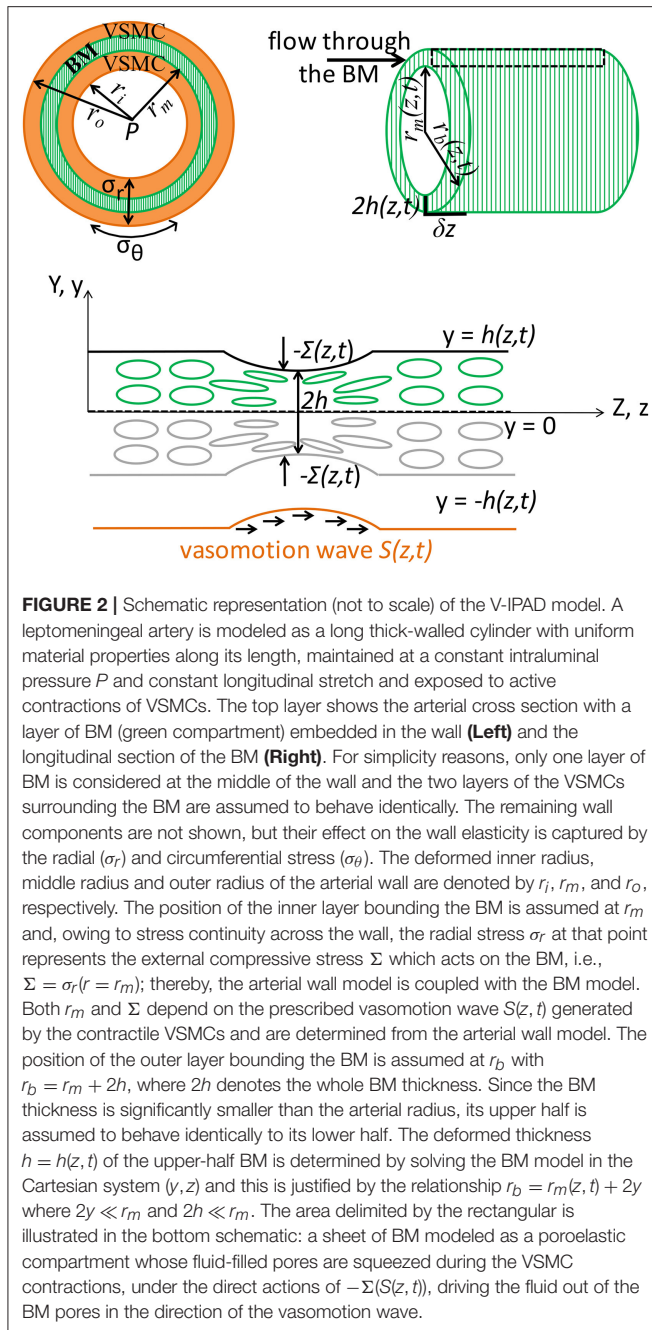 VSMC
BM
VSMC
r_i
r_m
r_o
P
σ_r
σ_θ
flow through
the BM
r_m(z,t)
r_b(z,t)
2h(z,t)
δz
Y, y
y = h(z,t)
-Σ(z,t)
2h
Z, z
y = 0
-Σ(z,t)
y = -h(z,t)
vasomotion wave S(z,t)
FIGURE 2 | Schematic representation (not to scale) of the V-IPAD model. A
leptomeningeal artery is modeled as a long thick-walled cylinder with uniform
material properties along its length, maintained at a constant intraluminal
pressure P and constant longitudinal stretch and exposed to active
contractions of VSMCs. The top layer shows the arterial cross section with a
layer of BM (green compartment) embedded in the wall (Left) and the
longitudinal section of the BM (Right). For simplicity reasons, only one layer of
BM is considered at the middle of the wall and the two layers of the VSMCs
surrounding the BM are assumed to behave identically. The remaining wall
components are not shown, but their effect on the wall elasticity is captured by
the radial (σ_r) and circumferential stress (σ_θ). The deformed inner radius,
middle radius and outer radius of the arterial wall are denoted by r_i, r_m, and r_o,
respectively. The position of the inner layer bounding the BM is assumed at r_m
and, owing to stress continuity across the wall, the radial stress σ_r at that point
represents the external compressive stress Σ which acts on the BM, i.e.,
Σ = σ_r(r = r_m); thereby, the arterial wall model is coupled with the BM model.
Both r_m and Σ depend on the prescribed vasomotion wave S(z, t) generated
by the contractile VSMCs and are determined from the arterial wall model. The
position of the outer layer bounding the BM is assumed at r_b with
r_b = r_m + 2h, where 2h denotes the whole BM thickness. Since the BM
thickness is significantly smaller than the arterial radius, its upper half is
assumed to behave identically to its lower half. The deformed thickness
h = h(z, t) of the upper-half BM is determined by solving the BM model in the
Cartesian system (y, z) and this is justified by the relationship r_b = r_m(z, t) + 2y
where 2y ≪ r_m and 2h ≪ r_m. The area delimited by the rectangular is
illustrated in the bottom schematic: a sheet of BM modeled as a poroelastic
compartment whose fluid-filled pores are squeezed during the VSMC
contractions, under the direct actions of −Σ(S(z, t)), driving the fluid out of the
BM pores in the direction of the vasomotion wave.